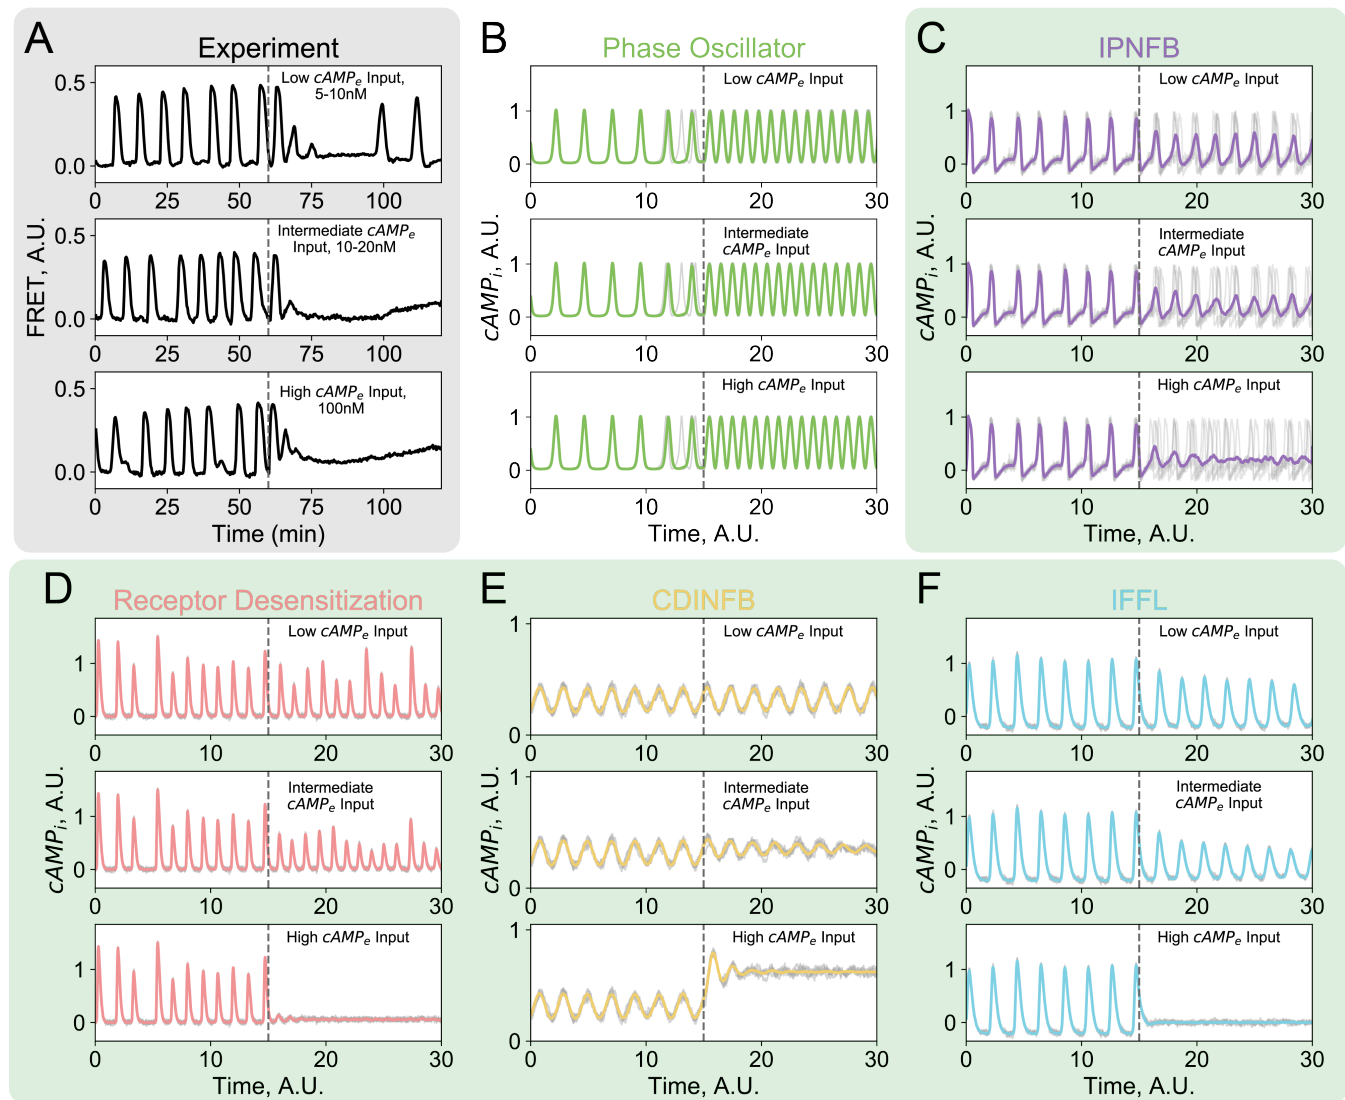 A
Experiment
Low cAMPe Input,
5-10nM
0.5
0.0
0 25 50 75 100
Intermediate cAMPe
Input, 10-20nM
0.5
0.0
0 25 50 75 100
High cAMPe Input,
100nM
0.5
0.0
0 25 50 75 100
FRET, A.U.
Time (min)
B
Phase Oscillator
Low cAMPe Input
1
0
0 10 20 30
Intermediate
cAMPe Input
1
0
0 10 20 30
High cAMPe Input
1
0
0 10 20 30
cAMPi, A.U.
Time, A.U.
C
IPNFB
Low cAMPe Input
1
0
0 10 20 30
Intermediate
cAMPe Input
1
0
0 10 20 30
High cAMPe Input
1
0
0 10 20 30
cAMPi, A.U.
Time, A.U.
D
Receptor Desensitization
Low cAMPe Input
1
0
0 10 20 30
Intermediate
cAMPe Input
1
0
0 10 20 30
High cAMPe Input
1
0
0 10 20 30
cAMPi, A.U.
Time, A.U.
E
CDINFB
Low cAMPe Input
1
0
0 10 20 30
Intermediate
cAMPe Input
1
0
0 10 20 30
High cAMPe Input
1
0
0 10 20 30
cAMPi, A.U.
Time, A.U.
F
IFFL
Low cAMPe Input
1
0
0 10 20 30
Intermediate
cAMPe Input
1
0
0 10 20 30
High cAMPe Input
1
0
0 10 20 30
cAMPi, A.U.
Time, A.U.